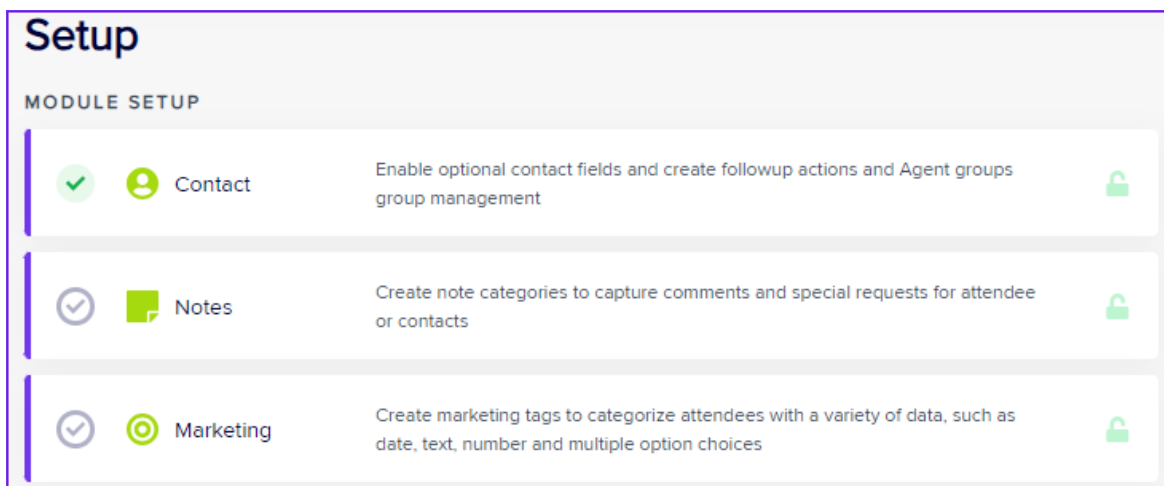 Setup
MODULE SETUP
Contact
Enable optional contact fields and create followup actions and Agent groups
group management
Notes
Create note categories to capture comments and special requests for attendee
or contacts
Marketing
Create marketing tags to categorize attendees with a variety of data, such as
date, text, number and multiple option choices